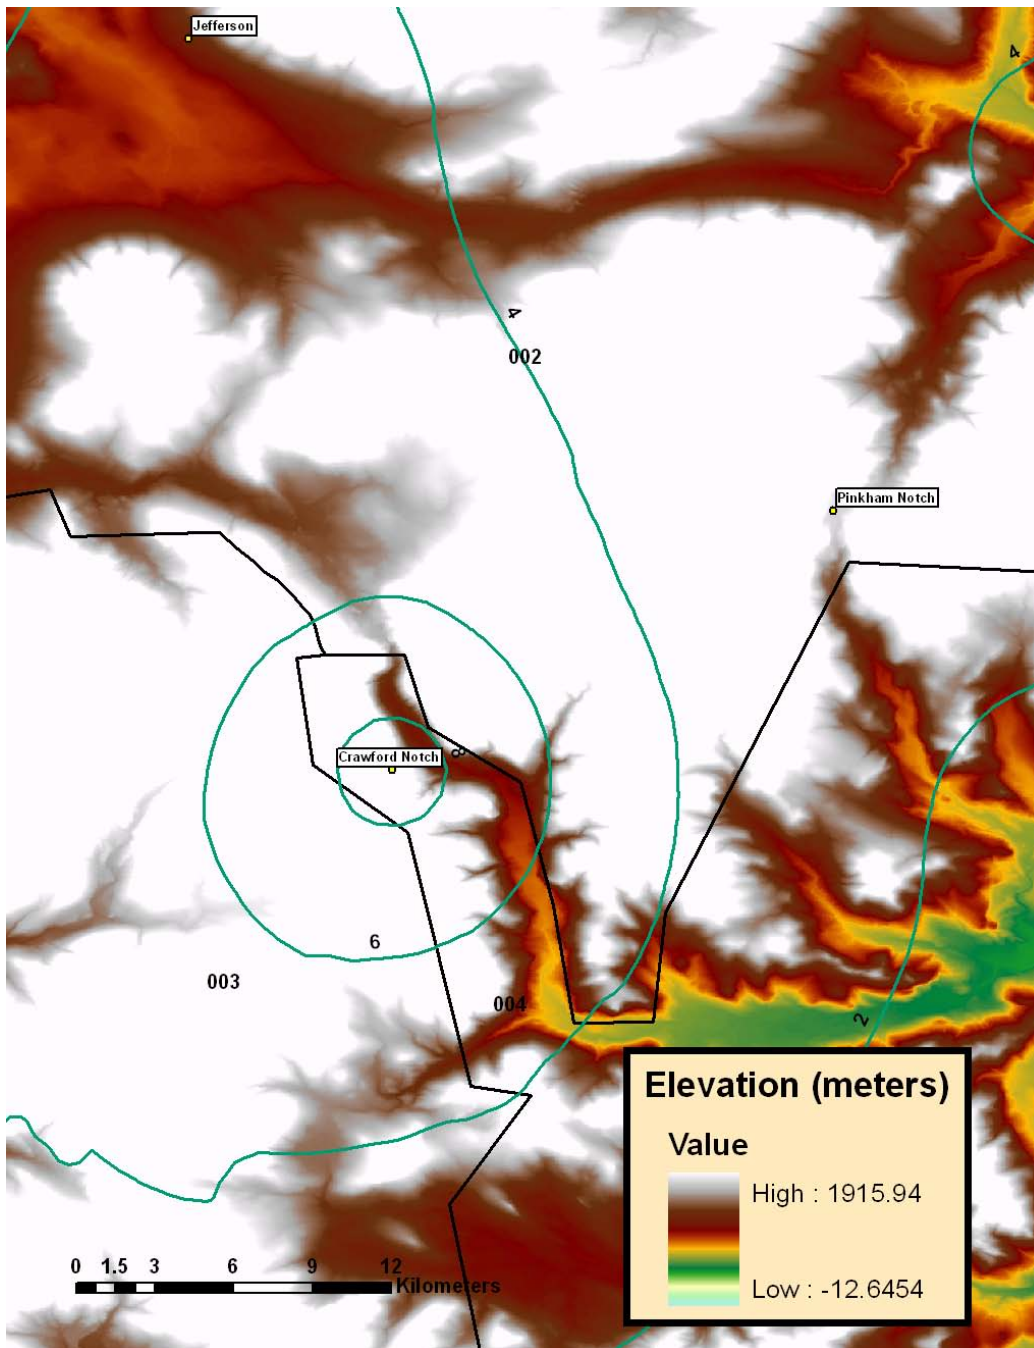 Jefferson
4
4
002
Pinkham Notch
8
Crawford Notch
6
003
004
2
Elevation (meters)
Value
High : 1915.94
Low : -12.6454
0 1.5 3 6 9 12
Kilometers